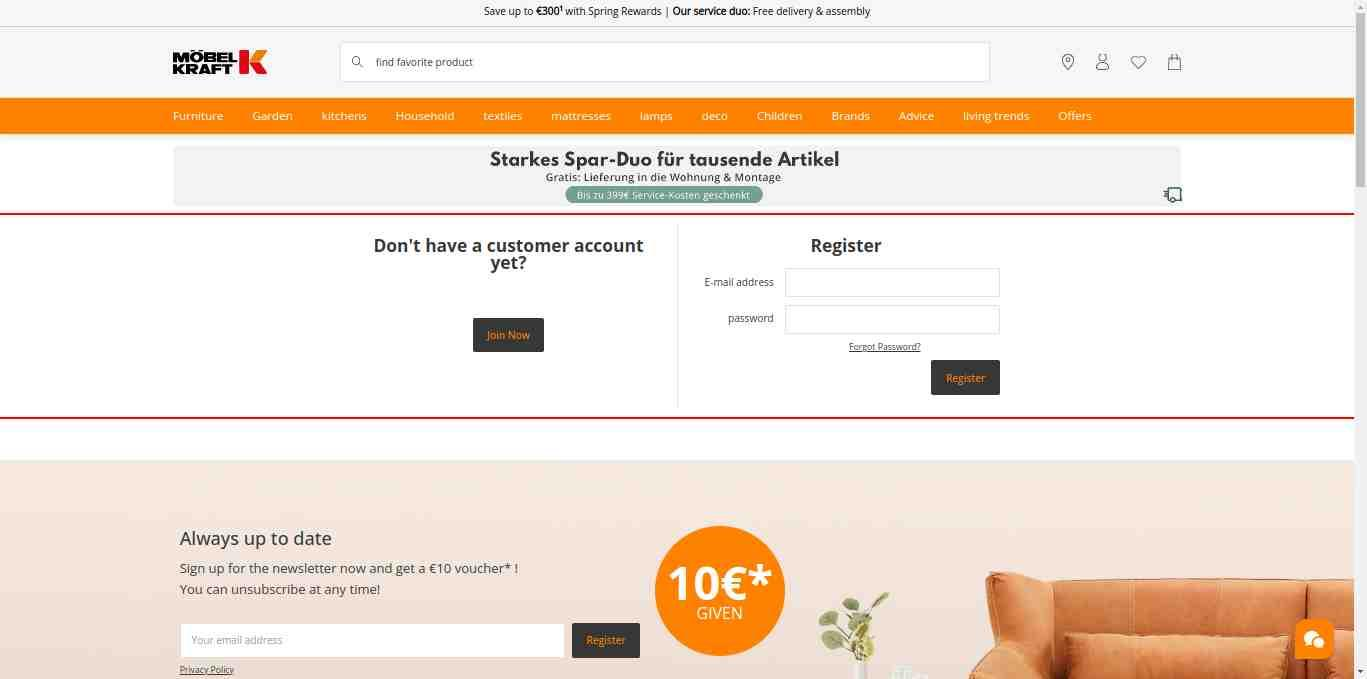 Save up to €300¹ with Spring Rewards | Our service duo: Free delivery & assembly
MÖBEL
KRAFT
find favorite product
Furniture Garden kitchens Household textiles mattresses lamps deco Children Brands Advice living trends Offers
Starkes Spar-Duo für tausende Artikel
Gratis: Lieferung in die Wohnung & Montage
Bis zu 399€ Service-Kosten geschenkt
Don't have a customer account
yet?
Join Now
Register
E-mail address
password
Forgot Password?
Register
Always up to date
Sign up for the newsletter now and get a €10 voucher* !
You can unsubscribe at any time!
Your email address
Register
Privacy Policy
10€*
GIVEN